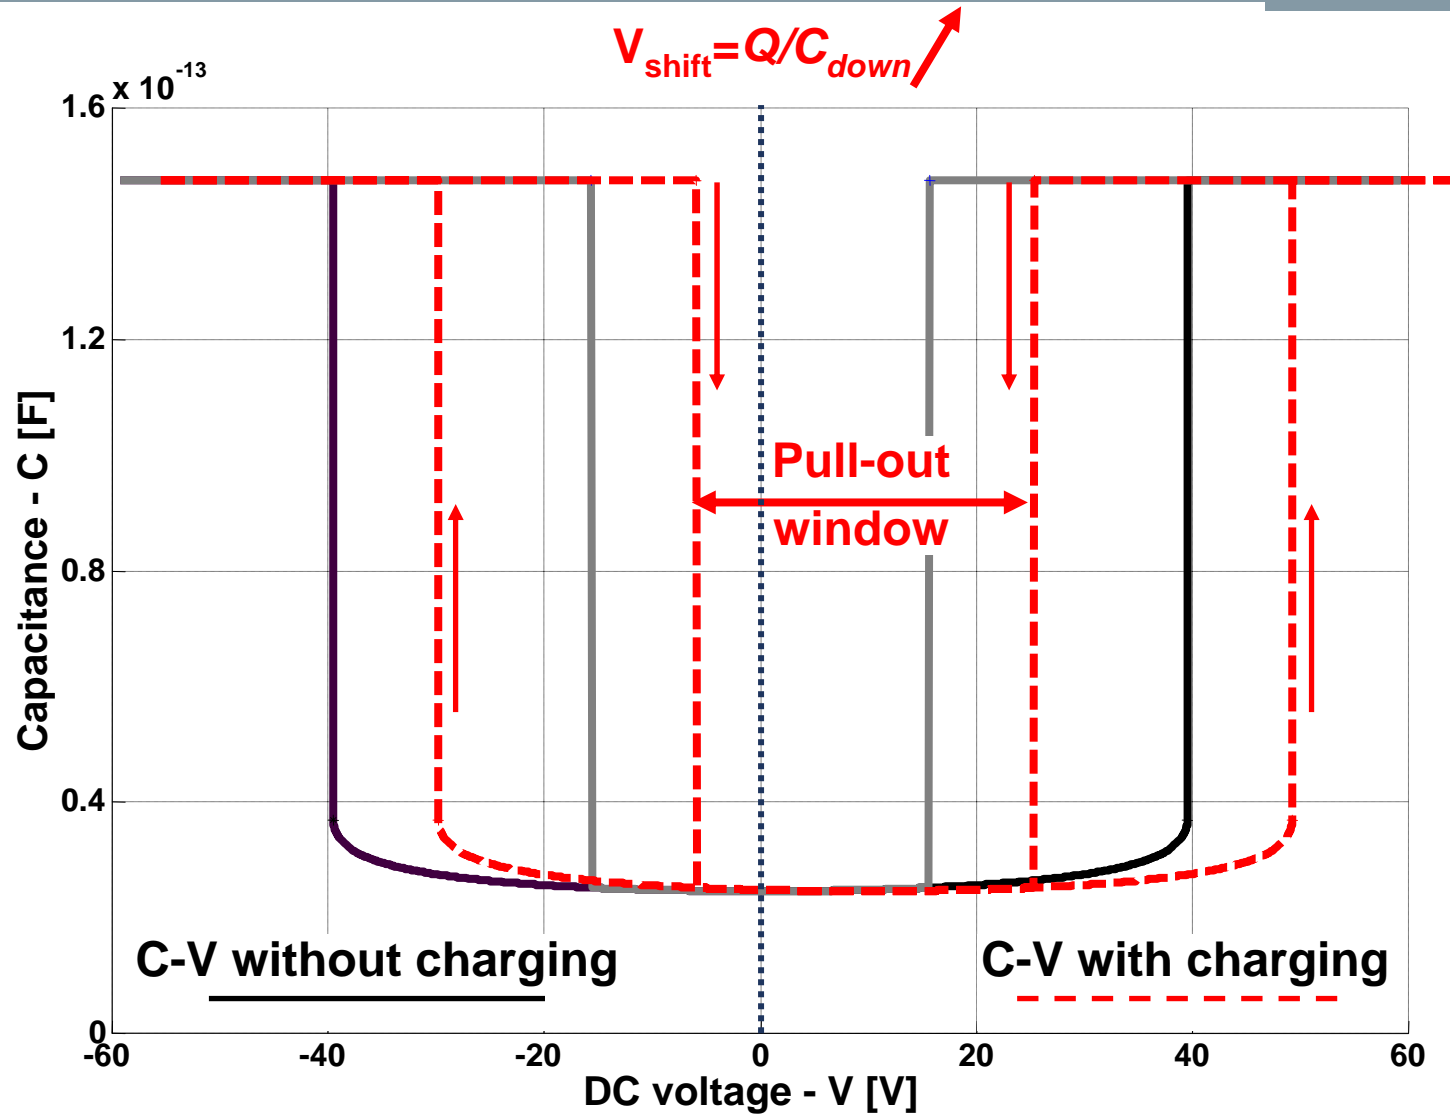 V_shift=Q/C_down
x 10^-13
1.6
1.2
0.8
0.4
0
-60
-40
-20
0
20
40
60
Capacitance - C [F]
DC voltage - V [V]
Pull-out
window
C-V without charging
C-V with charging